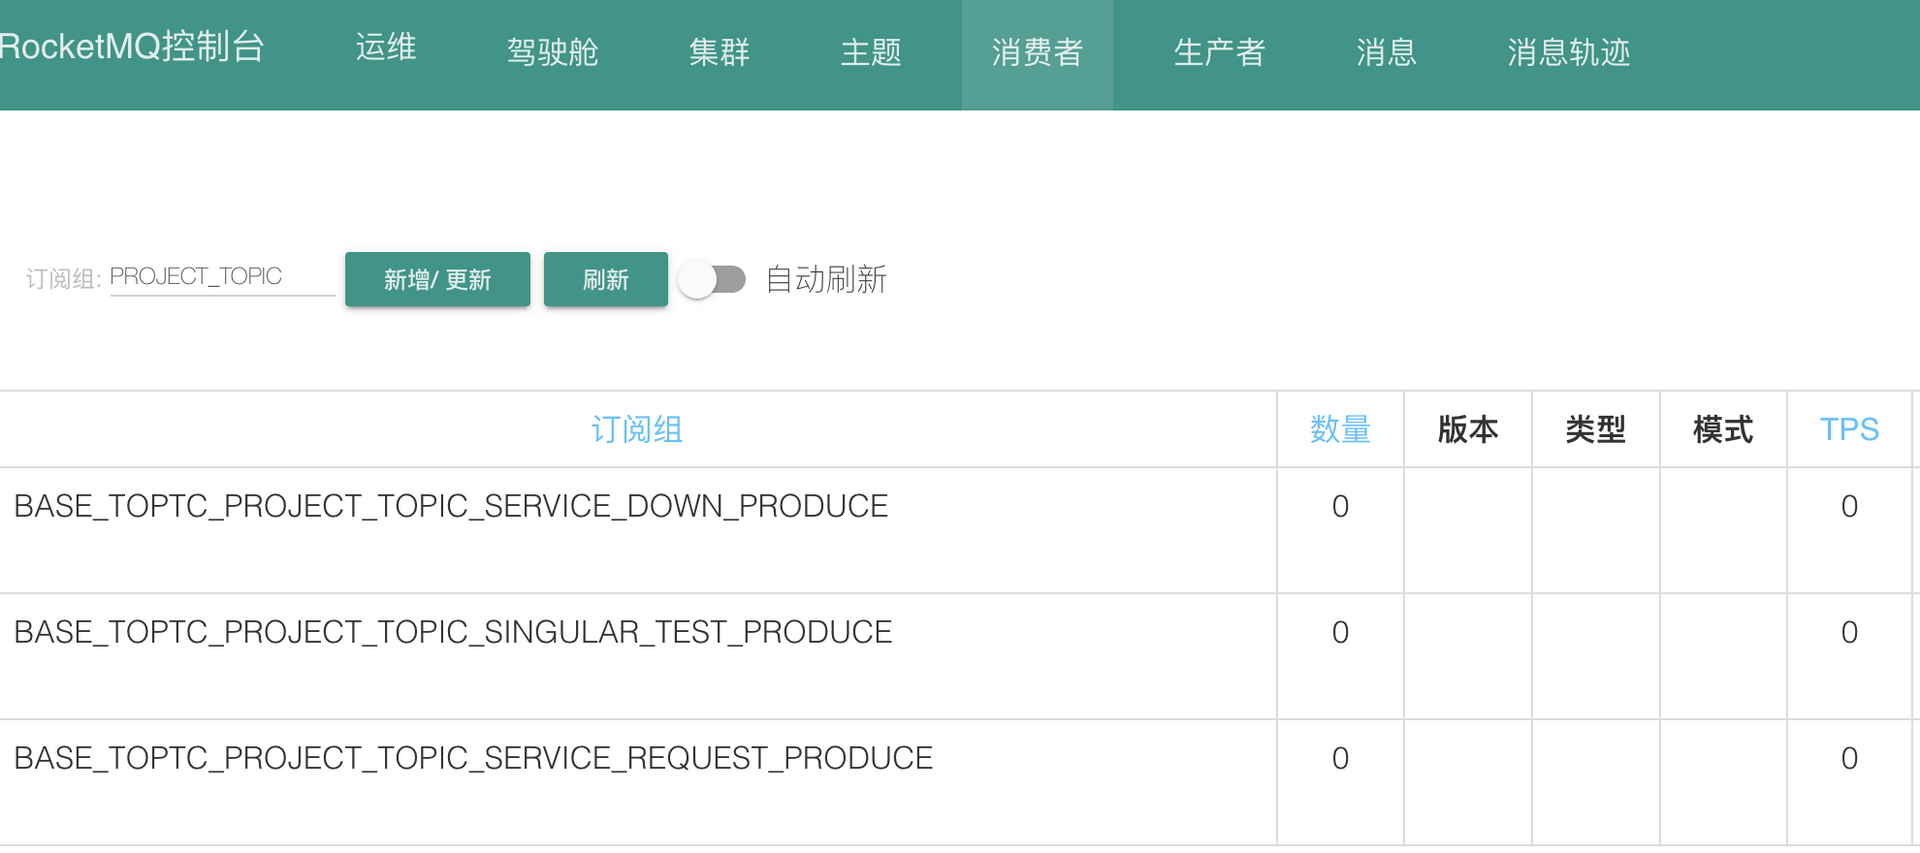 RocketMQ控制台 运维 驾驶舱 集群 主题 消费者 生产者 消息 消息轨迹
订阅组: PROJECT_TOPIC 新增/ 更新 刷新 自动刷新
订阅组 数量 版本 类型 模式 TPS
BASE_TOPTC_PROJECT_TOPIC_SERVICE_DOWN_PRODUCE 0 0
BASE_TOPTC_PROJECT_TOPIC_SINGULAR_TEST_PRODUCE 0 0
BASE_TOPTC_PROJECT_TOPIC_SERVICE_REQUEST_PRODUCE 0 0